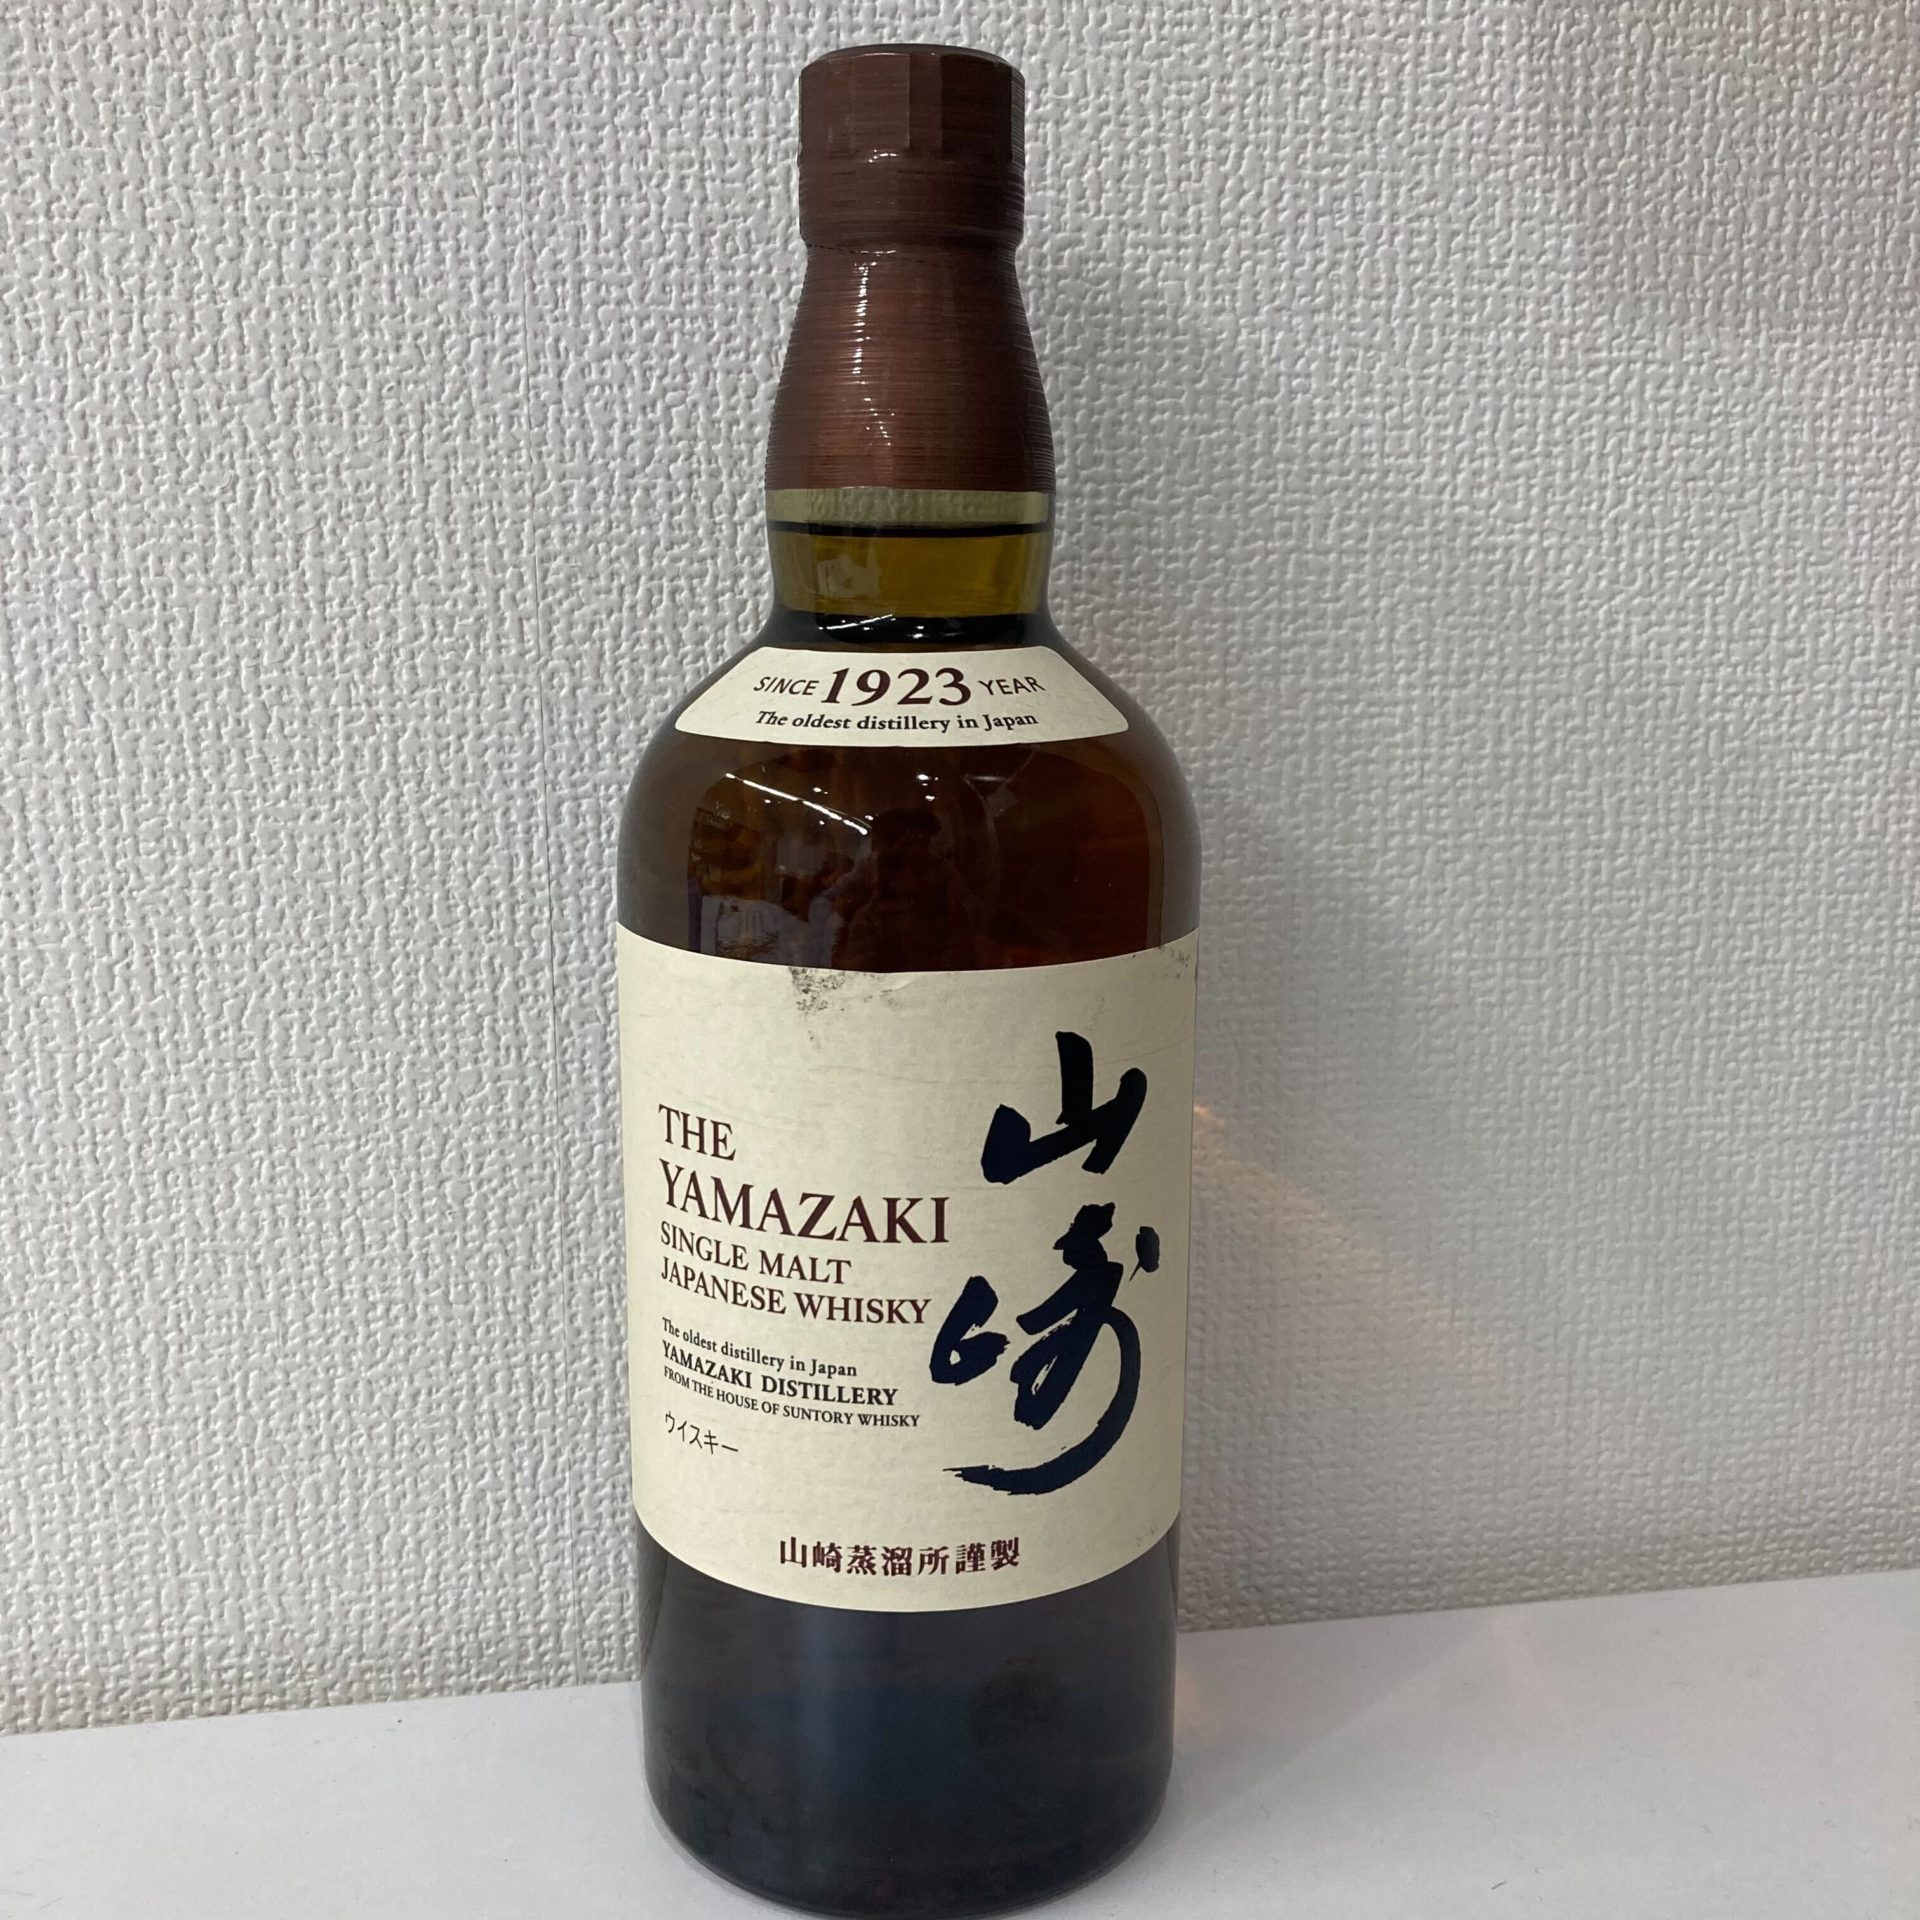 SINCE 1923 YEAR
The oldest distillery in Japan
山崎
THE
YAMAZAKI
SINGLE MALT
JAPANESE WHISKY
The oldest distillery in Japan
YAMAZAKI DISTILLERY
FROM THE HOUSE OF SUNTORY WHISKY
ウイスキー
山崎蒸溜所謹製